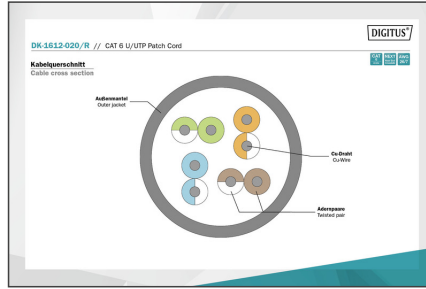 DIGITUS®
DK-1612-020/R // CAT 6 U/UTP Patch Cord
Kabelquerschnitt
Cable cross section
Außenmantel
Outer jacket
Cu-Draht
Cu-Wire
Adernpaare
Twisted pair